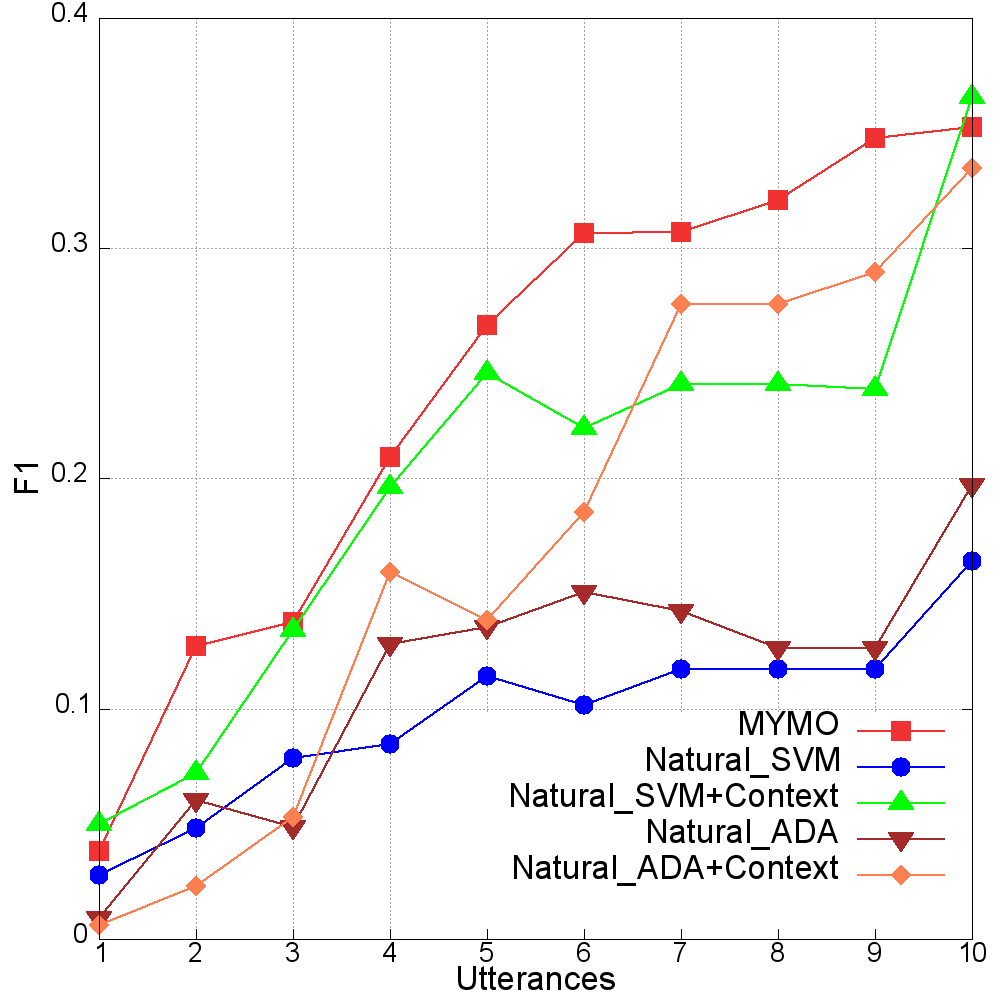 0.4
0.3
0.2
0.1
0
F1
MYMO
Natural_SVM
Natural_SVM+Context
Natural_ADA
Natural_ADA+Context
1 2 3 4 5 6 7 8 9 10
Utterances